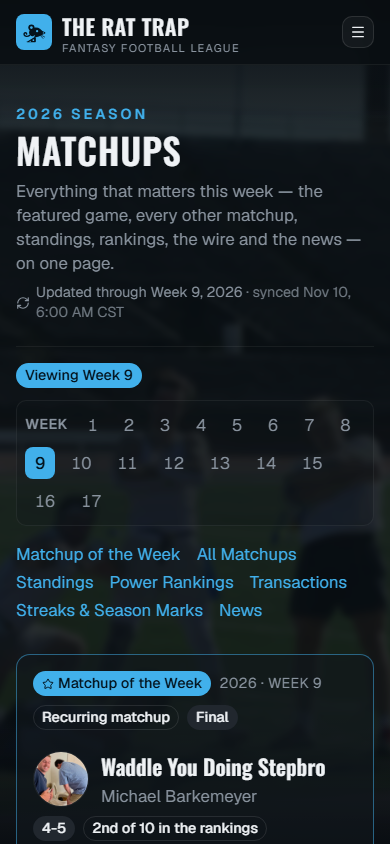 THE RAT TRAP
FANTASY FOOTBALL LEAGUE
2026 SEASON
MATCHUPS
Everything that matters this week — the
featured game, every other matchup,
standings, rankings, the wire and the news —
on one page.
Updated through Week 9, 2026 · synced Nov 10,
6:00 AM CST
Viewing Week 9
WEEK 1 2 3 4 5 6 7 8
9 10 11 12 13 14 15
16 17
Matchup of the Week All Matchups
Standings Power Rankings Transactions
Streaks & Season Marks News
Matchup of the Week 2026 · WEEK 9
Recurring matchup Final
Waddle You Doing Stepbro
Michael Barkemeyer
4-5 2nd of 10 in the rankings